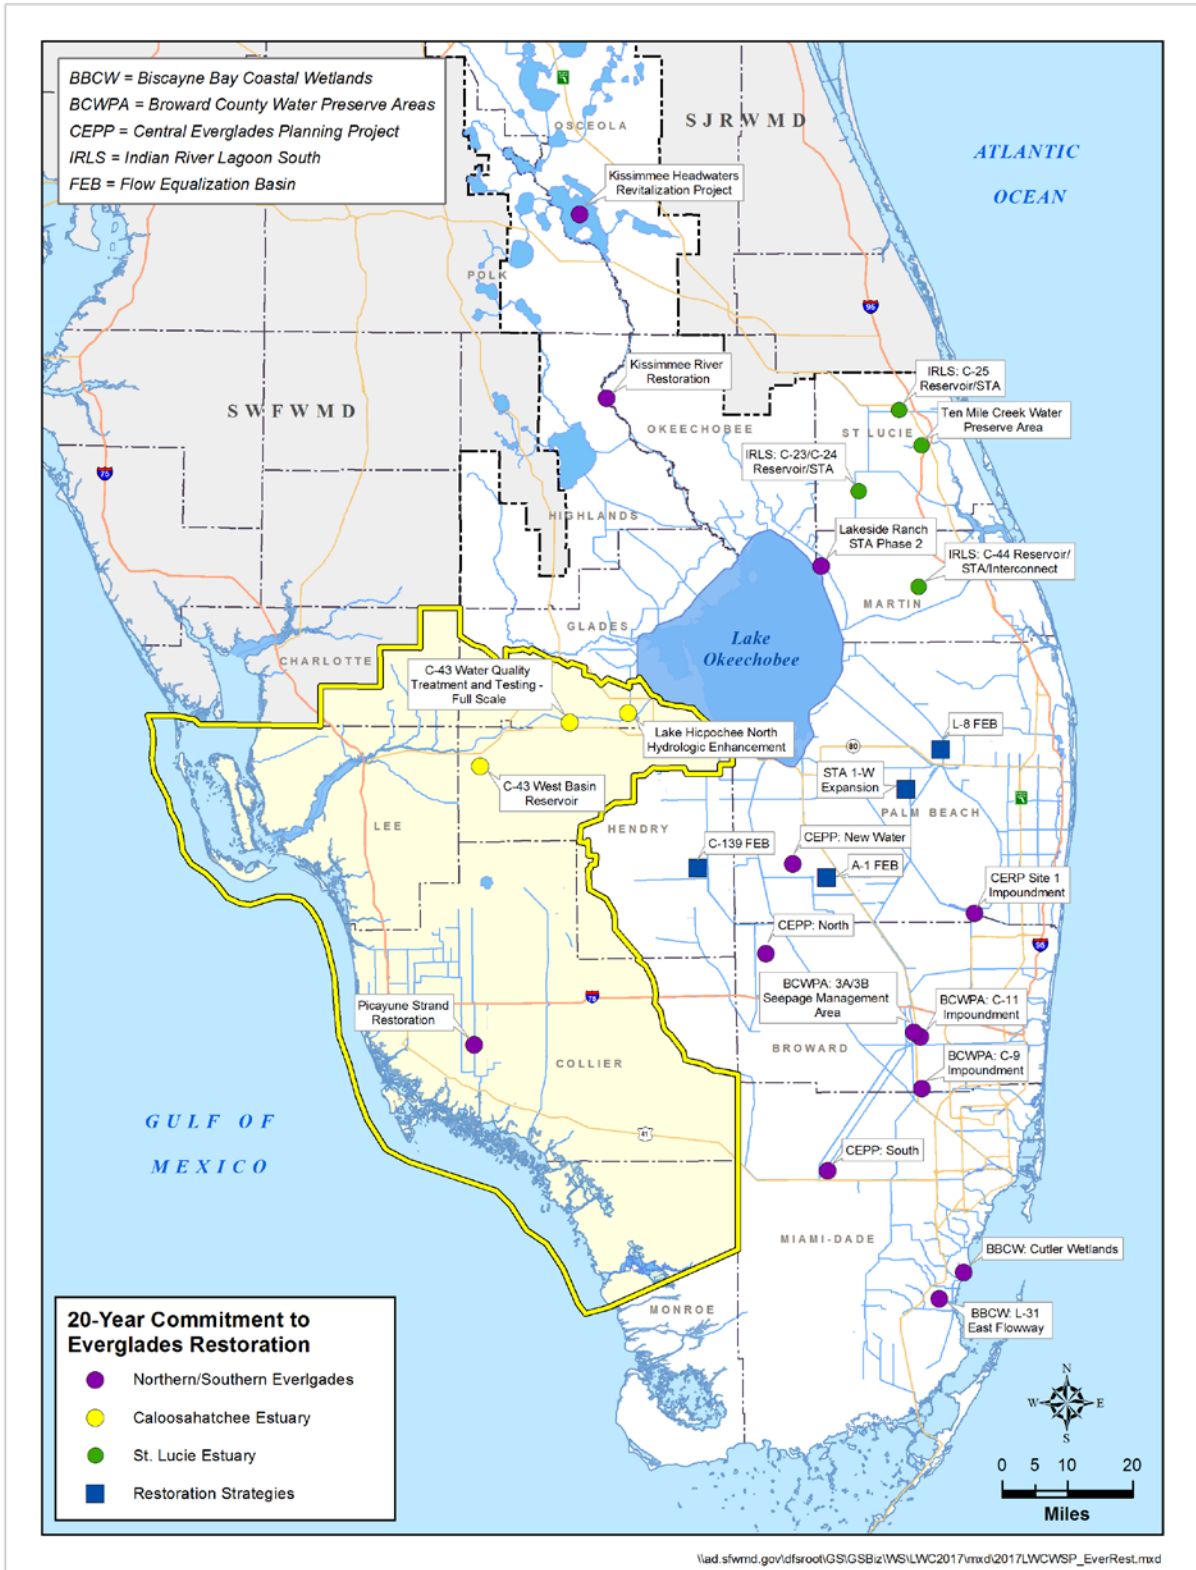 BBCW = Biscayne Bay Coastal Wetlands
BCWPA = Broward County Water Preserve Areas
CEPP = Central Everglades Planning Project
IRLS = Indian River Lagoon South
FEB = Flow Equalization Basin
OSCEOLA
SJRWMD
ATLANTIC
OCEAN
Kissimmee Headwaters
Revitalization Project
POLK
95
Kissimmee River
Restoration
IRLS: C-25
Reservoir/STA
SWFWMD
Ten Mile Creek Water
Preserve Area
OKEECHOBEE
ST LUCIE
IRLS: C-23/C-24
Reservoir/STA
75
HIGHLANDS
Lakeside Ranch
STA Phase 2
IRLS: C-44 Reservoir/
STA/Interconnect
MARTIN
GLADES
Lake
Okeechobee
CHARLOTTE
C-43 Water Quality
Treatment and Testing -
Full Scale
Lake Hicpochee North
Hydrologic Enhancement
L-8 FEB
80
STA 1-W
Expansion
C-43 West Basin
Reservoir
PALM BEACH
LEE
HENDRY
C-139 FEB
CEPP: New Water
A-1 FEB
CERP Site 1
Impoundment
CEPP: North
95
BCWPA: 3A/3B
Seepage Management
Area
BCWPA: C-11
Impoundment
75
Picayune Strand
Restoration
BROWARD
BCWPA: C-9
Impoundment
COLLIER
GULF OF
MEXICO
41
CEPP: South
MIAMI-DADE
BBCW: Cutler Wetlands
MONROE
BBCW: L-31
East Flowway
20-Year Commitment to
Everglades Restoration
Northern/Southern Everlgades
Caloosahatchee Estuary
St. Lucie Estuary
Restoration Strategies
N
W E
S
0 5 10 20
Miles
\\ad.sfwmd.gov\dfsroot\GS\GSBiz\WS\LWC2017\mxd\2017LWCWSP_EverRest.mxd